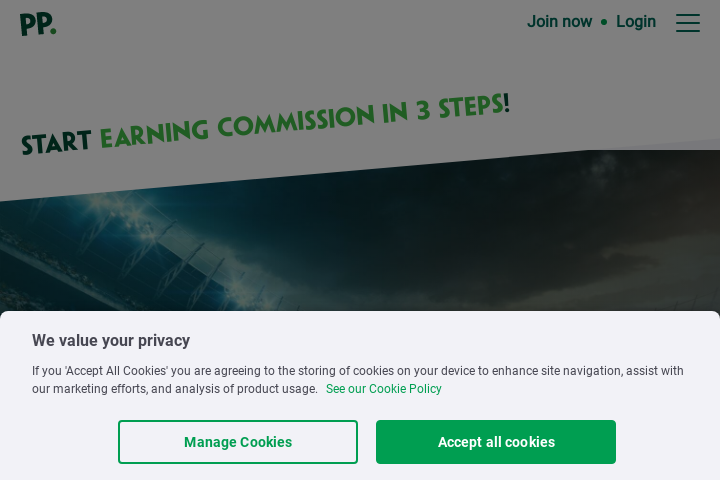 PP.
Join now • Login
START EARNING COMMISSION IN 3 STEPS!
We value your privacy
If you 'Accept All Cookies' you are agreeing to the storing of cookies on your device to enhance site navigation, assist with
our marketing efforts, and analysis of product usage. See our Cookie Policy
Manage Cookies
Accept all cookies